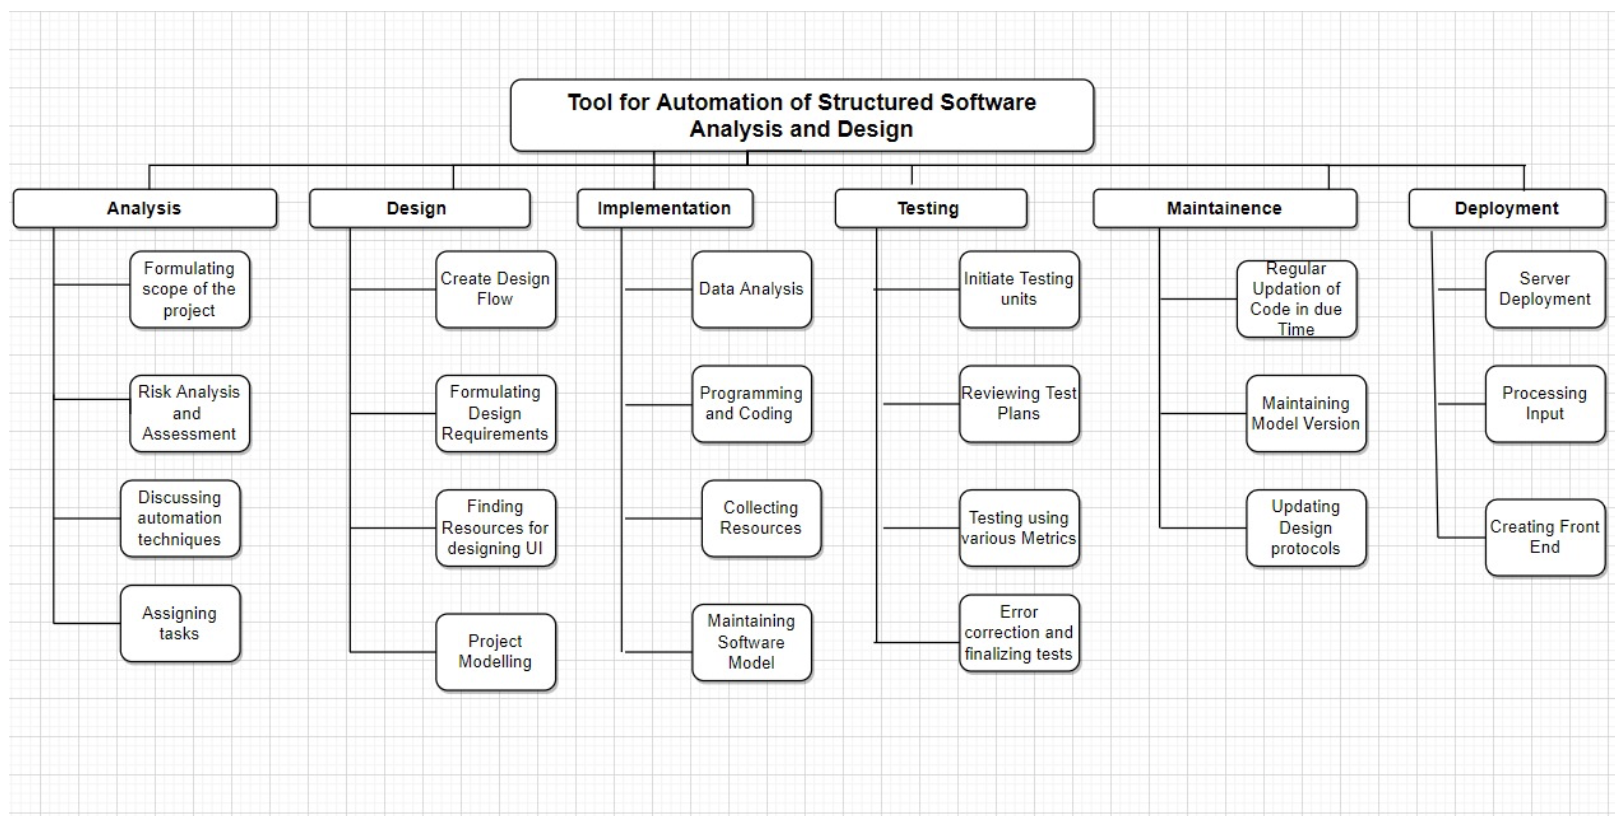 Tool for Automation of Structured Software
Analysis and Design
Analysis
Formulating
scope of the
project
Risk Analysis
and
Assessment
Discussing
automation
techniques
Assigning
tasks
Design
Create Design
Flow
Formulating
Design
Requirements
Finding
Resources for
designing UI
Project
Modelling
Implementation
Data Analysis
Programming
and Coding
Collecting
Resources
Maintaining
Software
Model
Testing
Initiate Testing
units
Reviewing Test
Plans
Testing using
various Metrics
Error
correction and
finalizing tests
Maintainence
Regular
Updation of
Code in due
Time
Maintaining
Model Version
Updating
Design
protocols
Deployment
Server
Deployment
Processing
Input
Creating Front
End